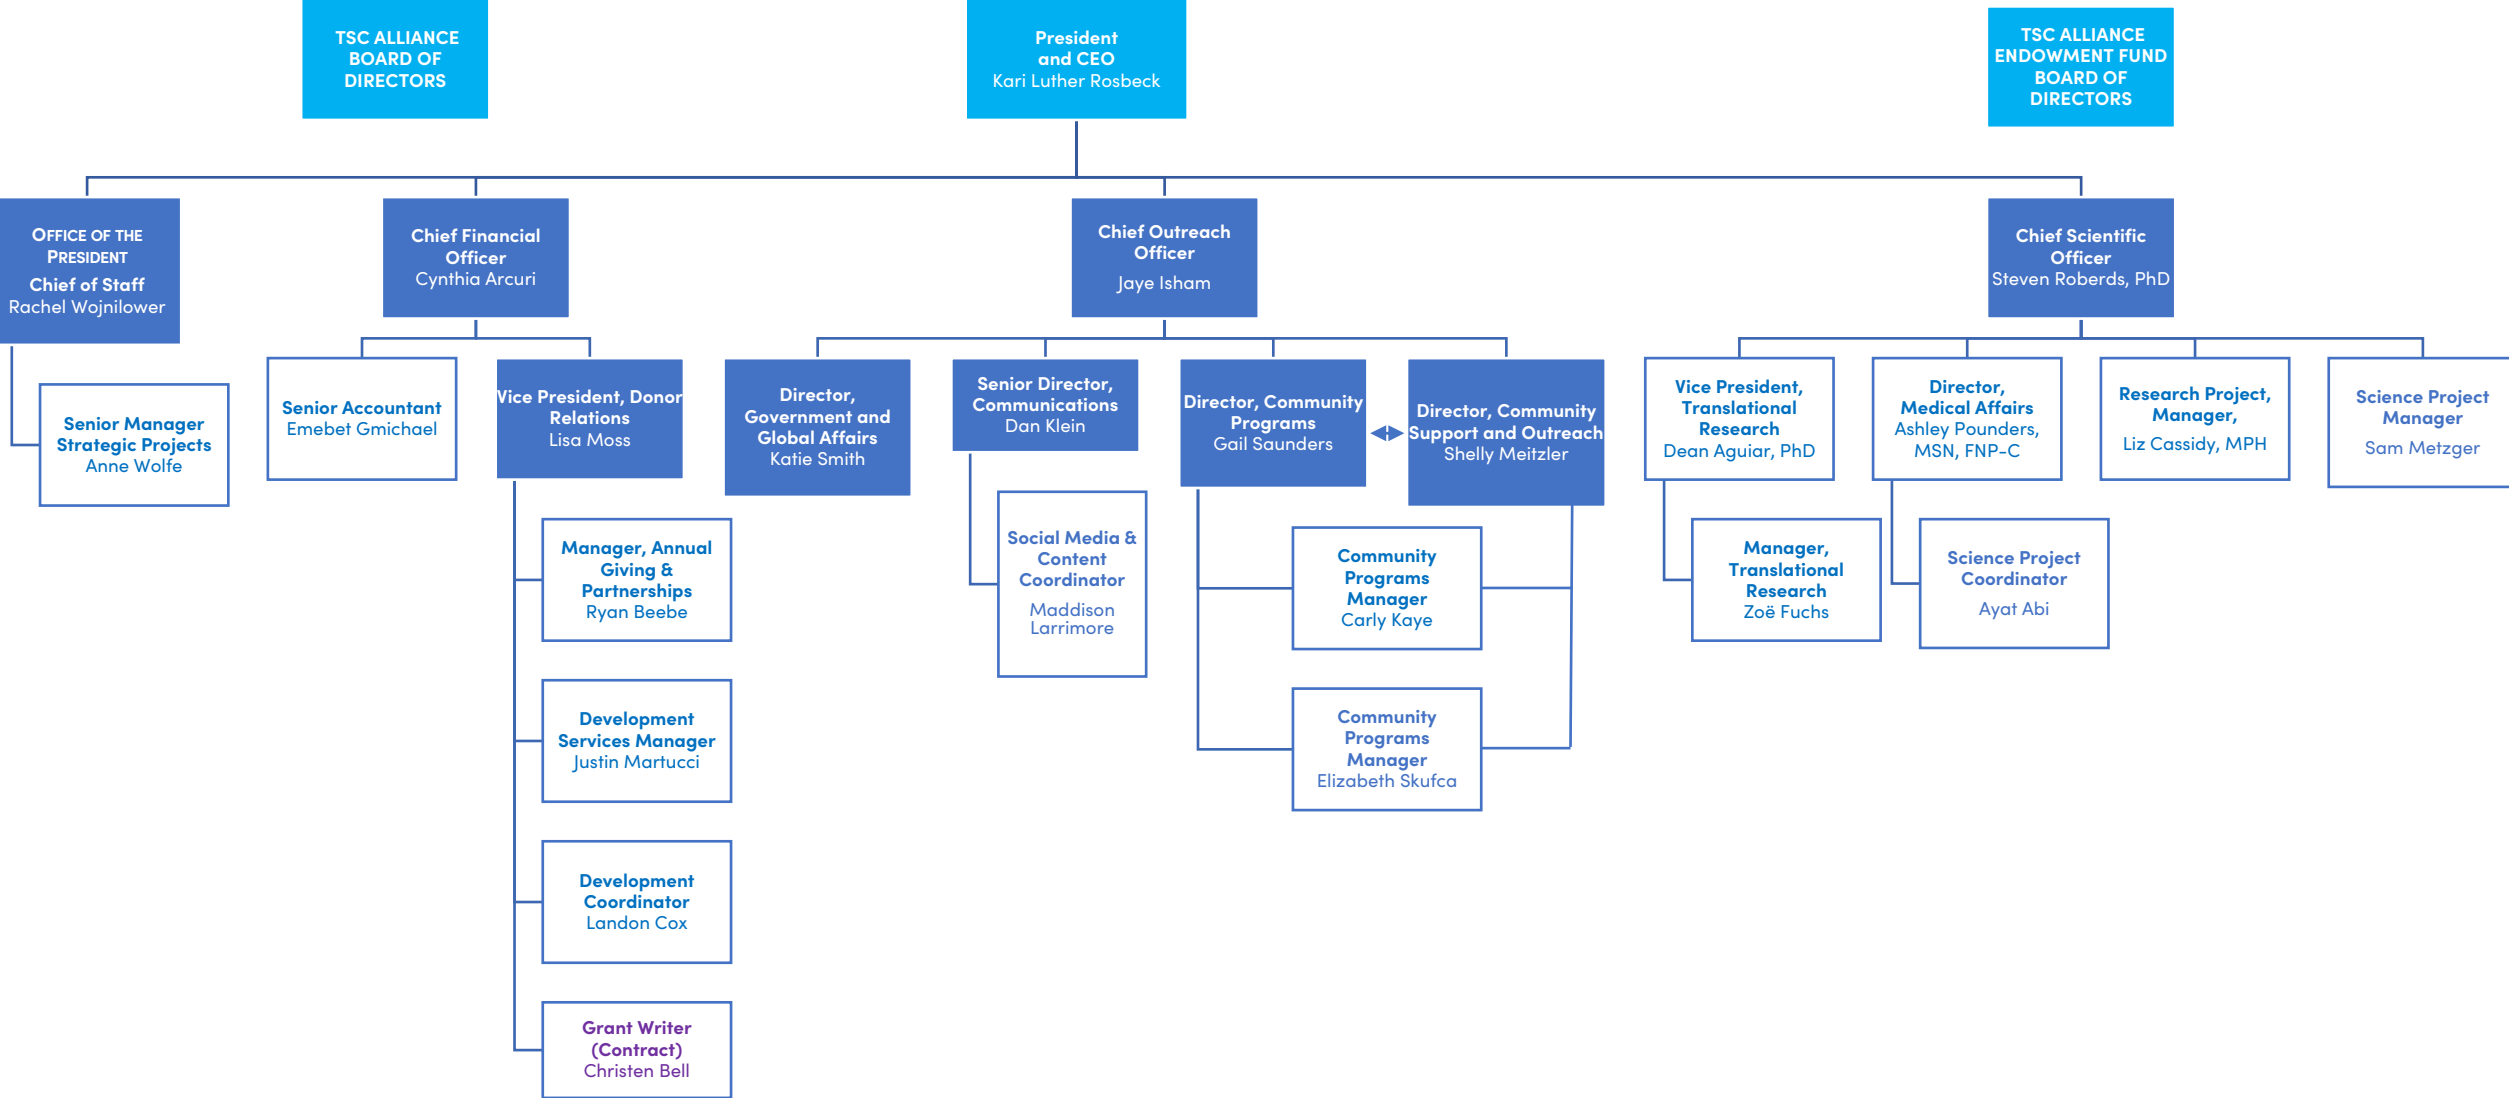 TSC ALLIANCE
BOARD OF
DIRECTORS
President
and CEO
Kari Luther Rosbeck
TSC ALLIANCE
ENDOWMENT FUND
BOARD OF
DIRECTORS
OFFICE OF THE
PRESIDENT
Chief of Staff
Rachel Wojnilower
Chief Financial
Officer
Cynthia Arcuri
Chief Outreach
Officer
Jaye Isham
Chief Scientific
Officer
Steven Roberds, PhD
Senior Manager
Strategic Projects
Anne Wolfe
Senior Accountant
Emebet Gmichael
Vice President, Donor
Relations
Lisa Moss
Director,
Government and
Global Affairs
Katie Smith
Senior Director,
Communications
Dan Klein
Director, Community
Programs
Gail Saunders
Director, Community
Support and Outreach
Shelly Meitzler
Vice President,
Translational
Research
Dean Aguiar, PhD
Director,
Medical Affairs
Ashley Pounders,
MSN, FNP-C
Research Project,
Manager,
Liz Cassidy, MPH
Science Project
Manager
Sam Metzger
Manager, Annual
Giving &
Partnerships
Ryan Beebe
Social Media &
Content
Coordinator
Maddison
Larrimore
Community
Programs
Manager
Carly Kaye
Manager,
Translational
Research
Zoë Fuchs
Science Project
Coordinator
Ayat Abi
Development
Services Manager
Justin Martucci
Community
Programs
Manager
Elizabeth Skufca
Development
Coordinator
Landon Cox
Grant Writer
(Contract)
Christen Bell